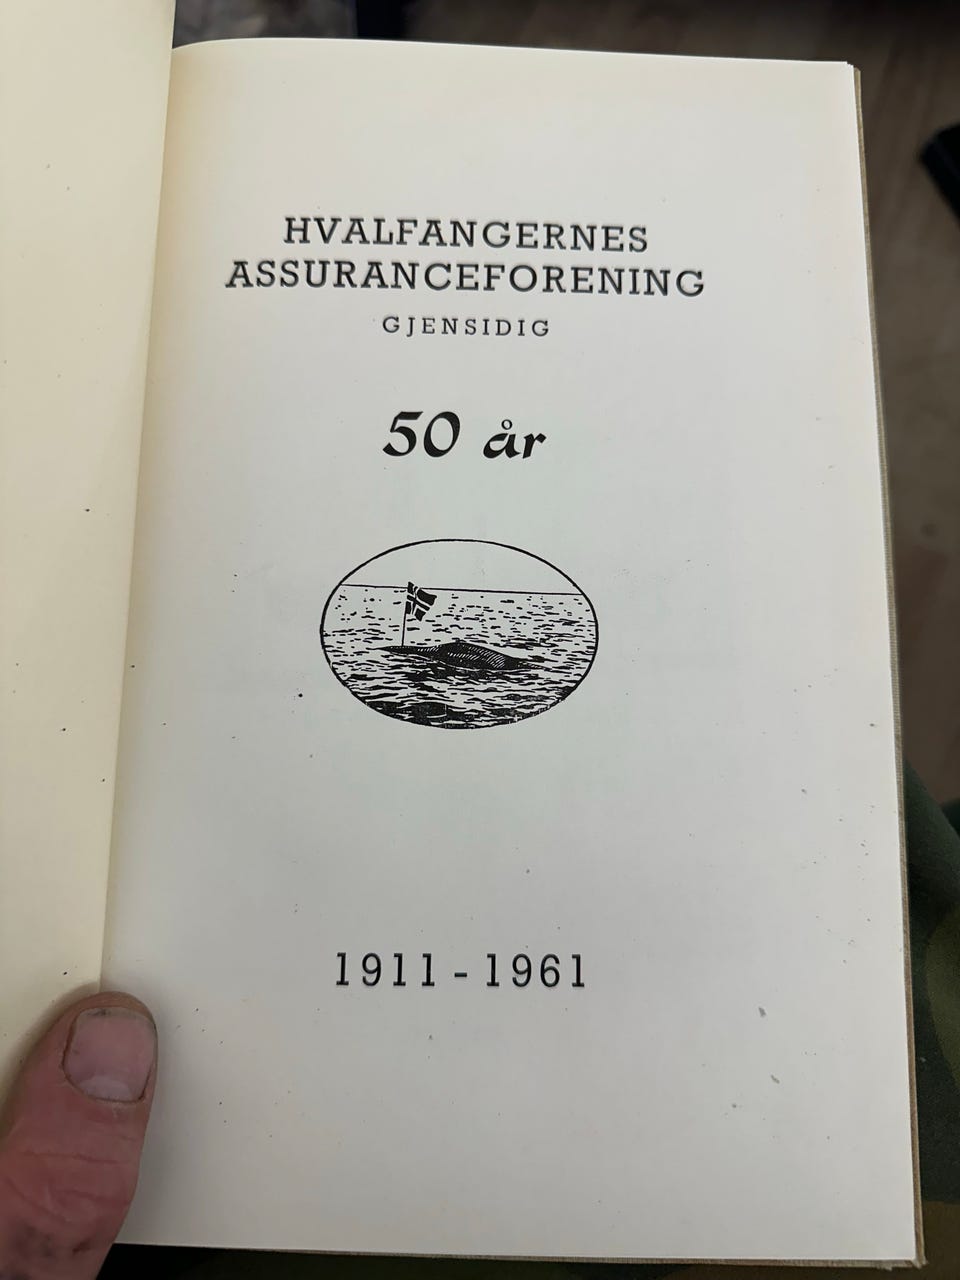 HVALFANGERNES
ASSURANCEFORENING
GJENSIDIG
50 år
1911-1961